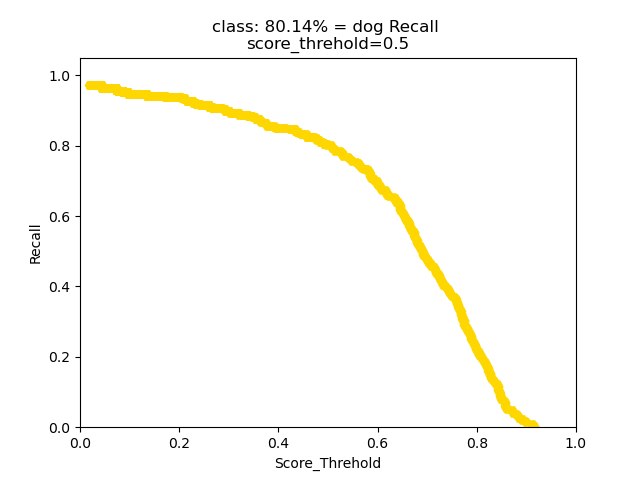 class: 80.14% = dog Recall
score_threhold=0.5
1.0
0.8
0.6
0.4
0.2
0.0
Recall
0.0 0.2 0.4 0.6 0.8 1.0
Score_Threhold